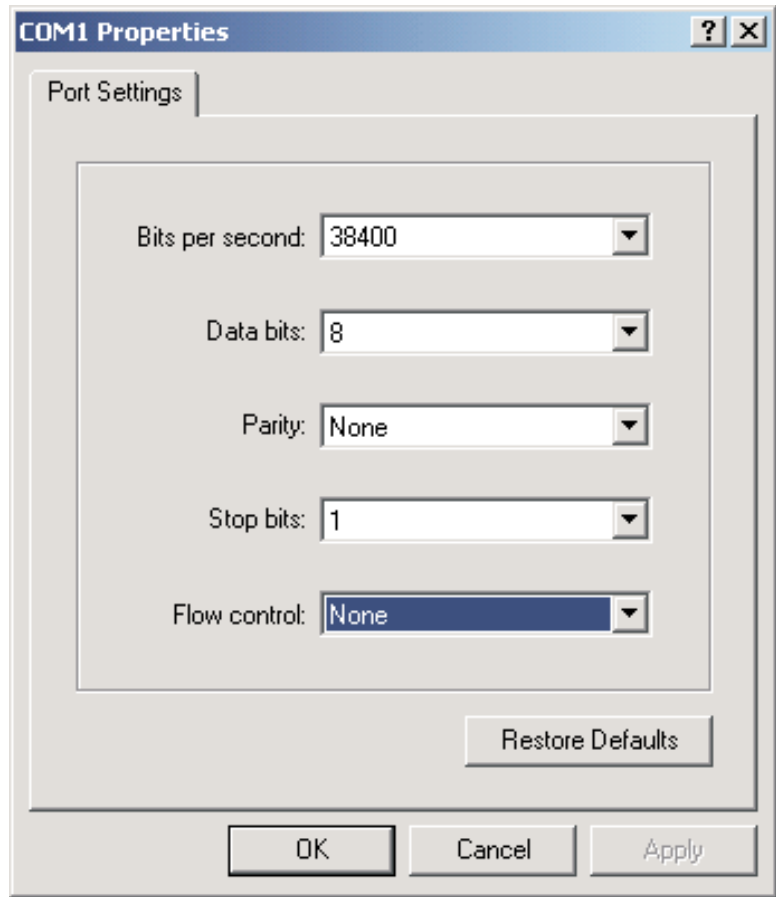 COM1 Properties
Port Settings
Bits per second: 38400
Data bits: 8
Parity: None
Stop bits: 1
Flow control: None
Restore Defaults
OK Cancel Apply